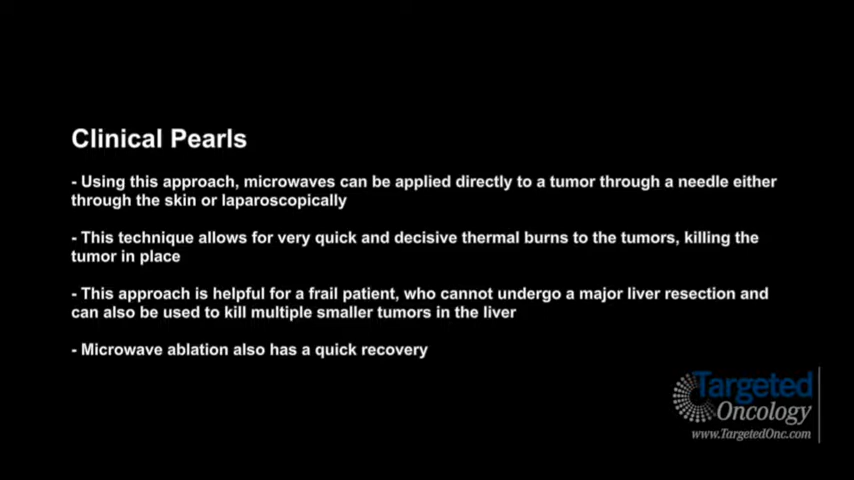 Clinical Pearls
- Using this approach, microwaves can be applied directly to a tumor through a needle either
through the skin or laparoscopically
- This technique allows for very quick and decisive thermal burns to the tumors, killing the
tumor in place
- This approach is helpful for a frail patient, who cannot undergo a major liver resection and
can also be used to kill multiple smaller tumors in the liver
- Microwave ablation also has a quick recovery
Targeted
Oncology
www.TargetedOnc.com